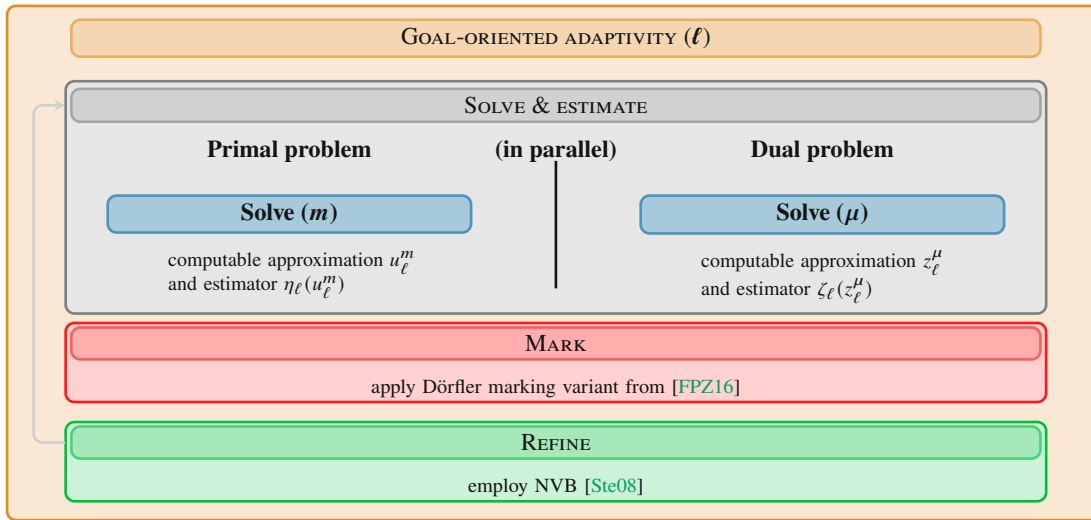 GOAL-ORIENTED ADAPTIVITY (ℓ)
SOLVE & ESTIMATE
Primal problem (in parallel) Dual problem
Solve (m) Solve (μ)
computable approximation u_ℓ^m
and estimator η_ℓ(u_ℓ^m)
computable approximation z_ℓ^μ
and estimator ζ_ℓ(z_ℓ^μ)
MARK
apply Dörfler marking variant from [FPZ16]
REFINE
employ NVB [Ste08]